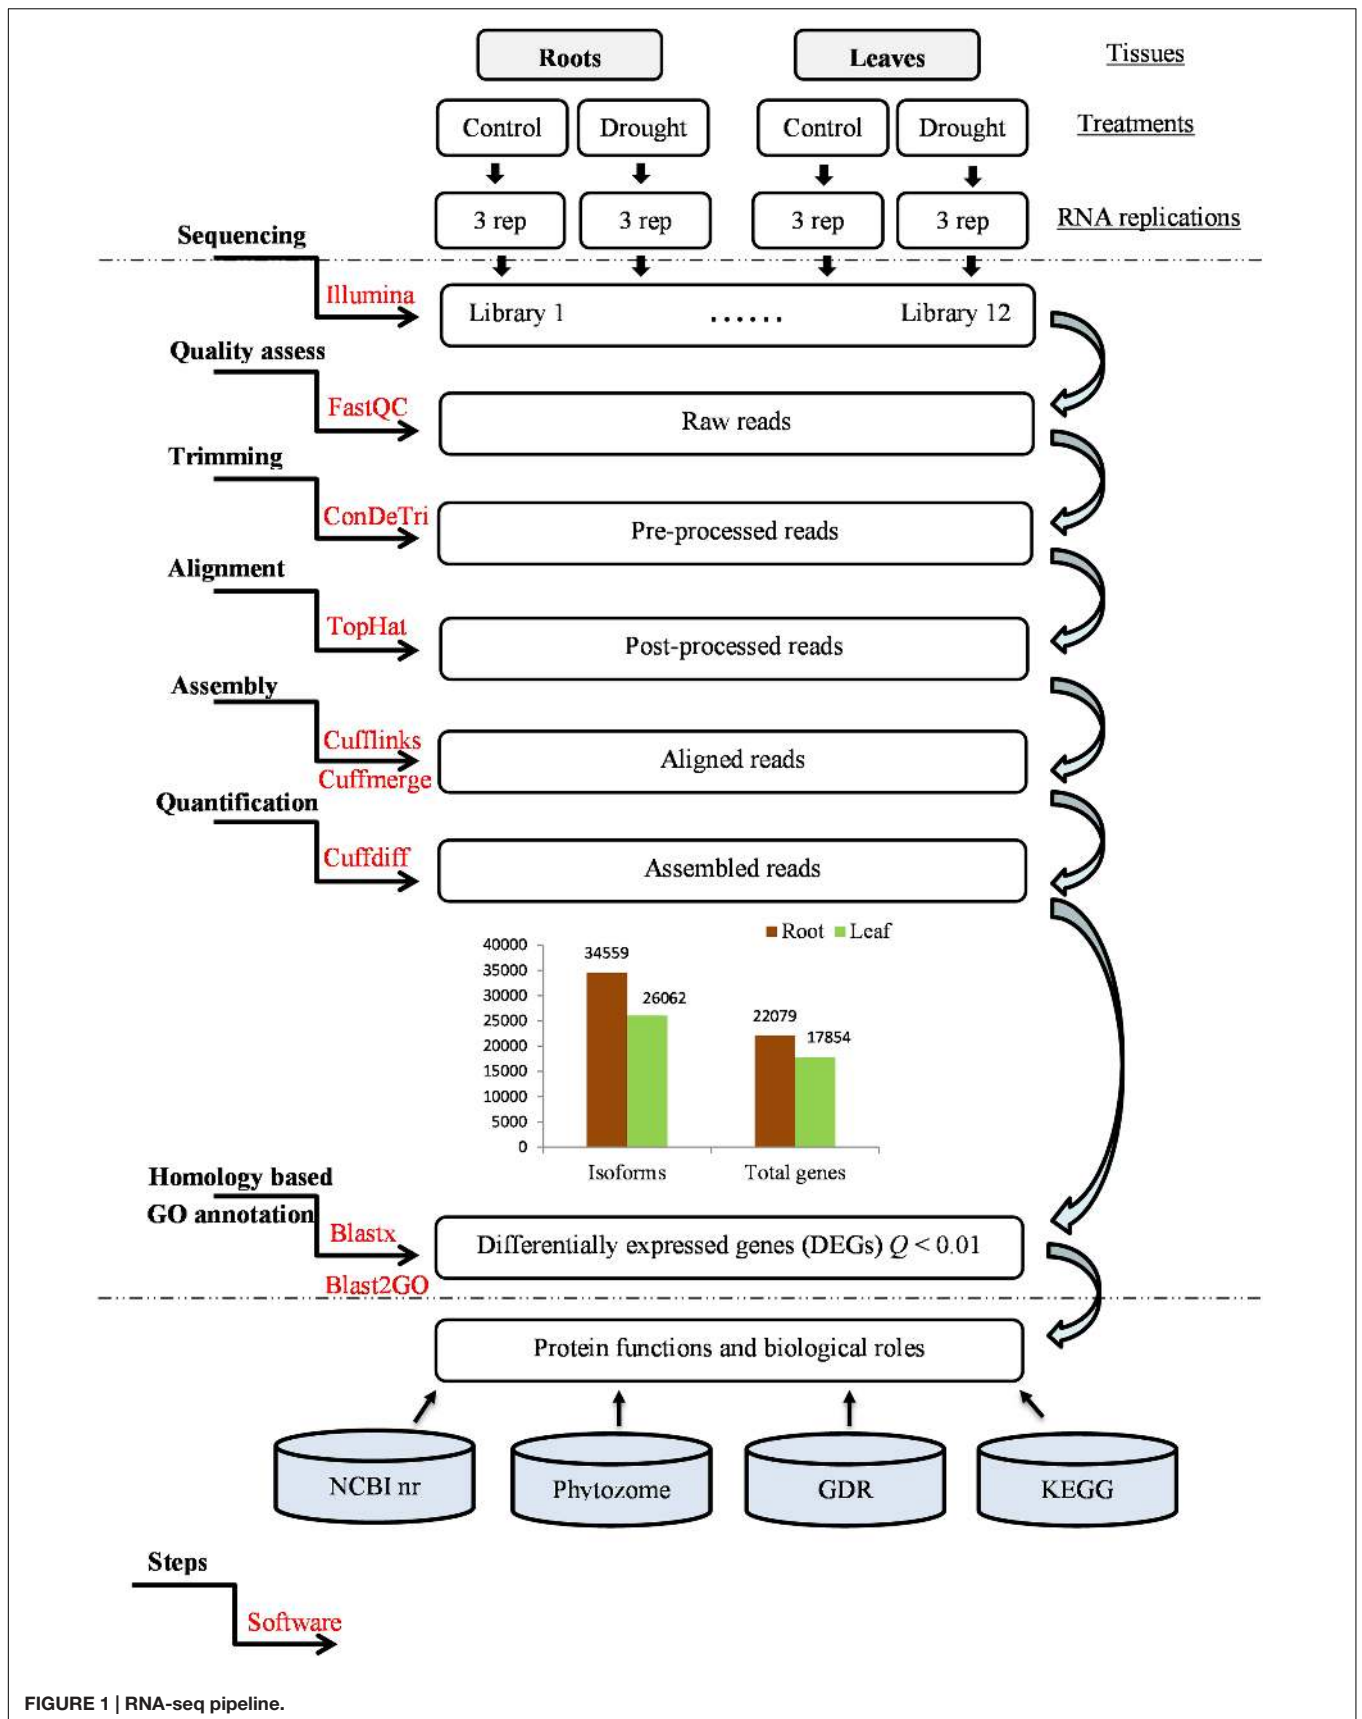 Roots
Leaves
Tissues
Control
Drought
Control
Drought
Treatments
3 rep
3 rep
3 rep
3 rep
RNA replications
Sequencing
Illumina
Library 1
......
Library 12
Quality assess
FastQC
Raw reads
Trimming
ConDeTri
Pre-processed reads
Alignment
TopHat
Post-processed reads
Assembly
Cufflinks
Cuffmerge
Aligned reads
Quantification
Cuffdiff
Assembled reads
Root
Leaf
40000
35000
30000
25000
20000
15000
10000
5000
0
34559
26062
22079
17854
Isoforms
Total genes
Homology based
GO annotation
Blastx
Blast2GO
Differentially expressed genes (DEGs) Q < 0.01
Protein functions and biological roles
NCBI nr
Phytozome
GDR
KEGG
Steps
Software
FIGURE 1 | RNA-seq pipeline.